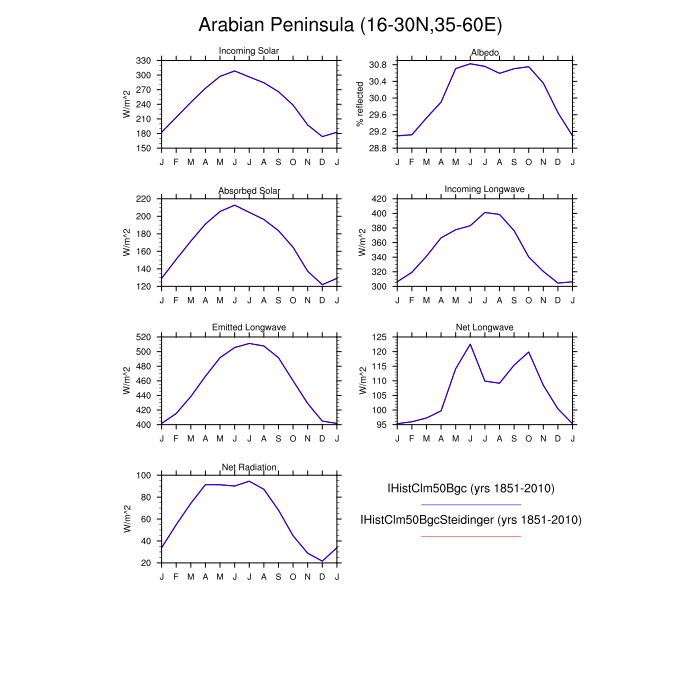 Arabian Peninsula (16-30N,35-60E)
Incoming Solar
W/m^2
330
300
270
240
210
180
150
J F M A M J J A S O N D J
Albedo
% reflected
30.8
30.4
30.0
29.6
29.2
28.8
J F M A M J J A S O N D J
Absorbed Solar
W/m^2
220
200
180
160
140
120
J F M A M J J A S O N D J
Incoming Longwave
W/m^2
420
400
380
360
340
320
300
J F M A M J J A S O N D J
Emitted Longwave
W/m^2
520
500
480
460
440
420
400
J F M A M J J A S O N D J
Net Longwave
W/m^2
125
120
115
110
105
100
95
J F M A M J J A S O N D J
Net Radiation
W/m^2
100
80
60
40
20
J F M A M J J A S O N D J
IHistClm50Bgc (yrs 1851-2010)
IHistClm50BgcSteidinger (yrs 1851-2010)